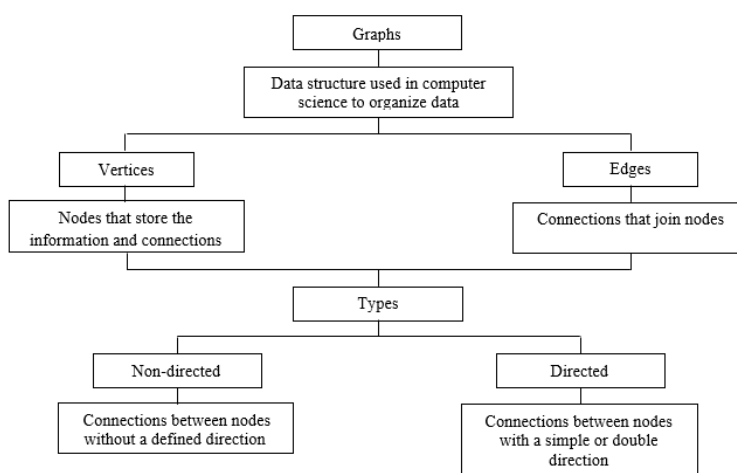 Graphs
Data structure used in computer
science to organize data
Vertices
Edges
Nodes that store the
information and connections
Connections that join nodes
Types
Non-directed
Directed
Connections between nodes
without a defined direction
Connections between nodes
with a simple or double
direction